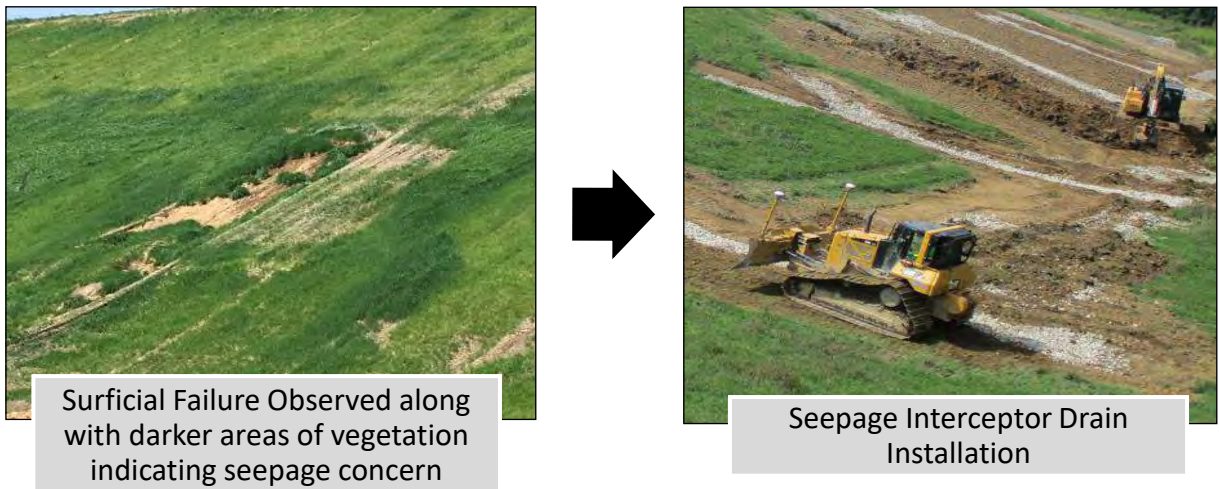 Surficial Failure Observed along
with darker areas of vegetation
indicating seepage concern
Seepage Interceptor Drain
Installation